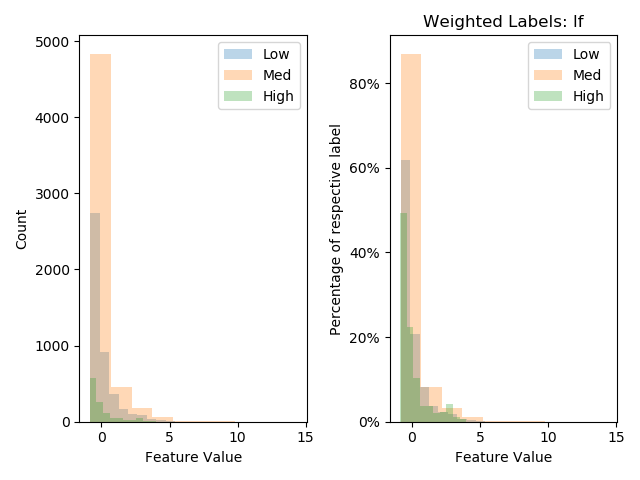 5000
4000
3000
2000
1000
0
Count
0
5
10
15
Feature Value
Low
Med
High
Weighted Labels: If
80%
60%
40%
20%
0%
Percentage of respective label
0
5
10
15
Feature Value
Low
Med
High